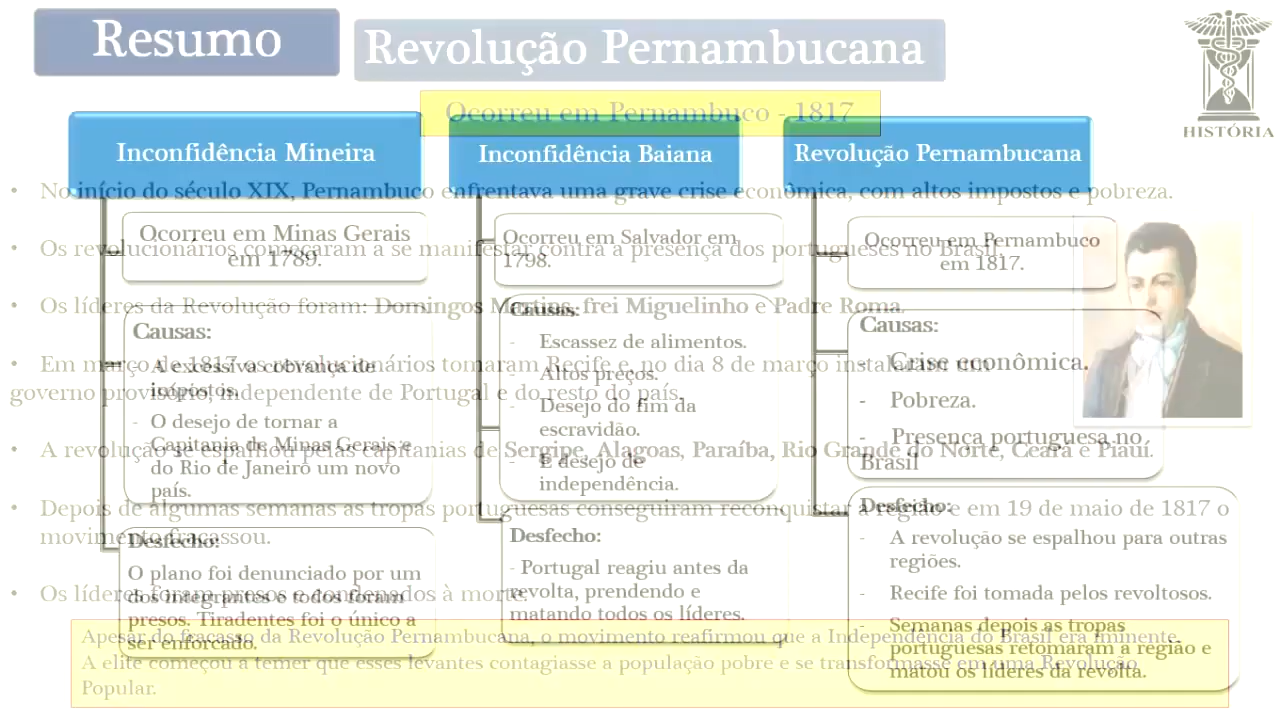 Resumo
Revolução Pernambucana
HISTÓRIA
Ocorreu em Pernambuco - 1817
• No início do século XIX, Pernambuco enfrentava uma grave crise econômica, com altos impostos e pobreza.
• Os revolucionários começaram a se manifestar contra a presença dos portugueses no Brasil.
• Os líderes da Revolução foram: Domingos Martins, frei Miguelinho e Padre Roma.
• Em março de 1817 os revolucionários tomaram Recife e, no dia 8 de março instalaram um
governo provisório, independente de Portugal e do resto do país.
• A revolução se espalhou pelas capitanias de Sergipe, Alagoas, Paraíba, Rio Grande do Norte, Ceará e Piauí.
• Depois de algumas semanas as tropas portuguesas conseguiram reconquistar a região e em 19 de maio de 1817 o
movimento fracassou.
• Os líderes foram presos e condenados à morte.
Apesar do fracasso da Revolução Pernambucana, o movimento reafirmou que a Independência do Brasil era iminente.
A elite começou a temer que esses levantes contagiasse a população pobre e se transformasse em uma Revolução
Popular.
Inconfidência Mineira
Ocorreu em Minas Gerais
em 1789.
Causas:
- A excessiva cobrança de
impostos.
- O desejo de tornar a
Capitania de Minas Gerais e
do Rio de Janeiro um novo
país.
Desfecho:
O plano foi denunciado por um
dos integrantes e todos foram
presos. Tiradentes foi o único a
ser enforcado.
Inconfidência Baiana
Ocorreu em Salvador em
1798.
Causas:
- Escassez de alimentos.
- Altos preços.
- Desejo do fim da
escravidão.
- E desejo de
independência.
Desfecho:
- Portugal reagiu antes da
revolta, prendendo e
matando todos os líderes.
Revolução Pernambucana
Ocorreu em Pernambuco
em 1817.
Causas:
- Crise econômica.
- Pobreza.
- Presença portuguesa no
Brasil
Desfecho:
- A revolução se espalhou para outras
regiões.
- Recife foi tomada pelos revoltosos.
- Semanas depois as tropas
portuguesas retomaram a região e
matou os líderes da revolta.